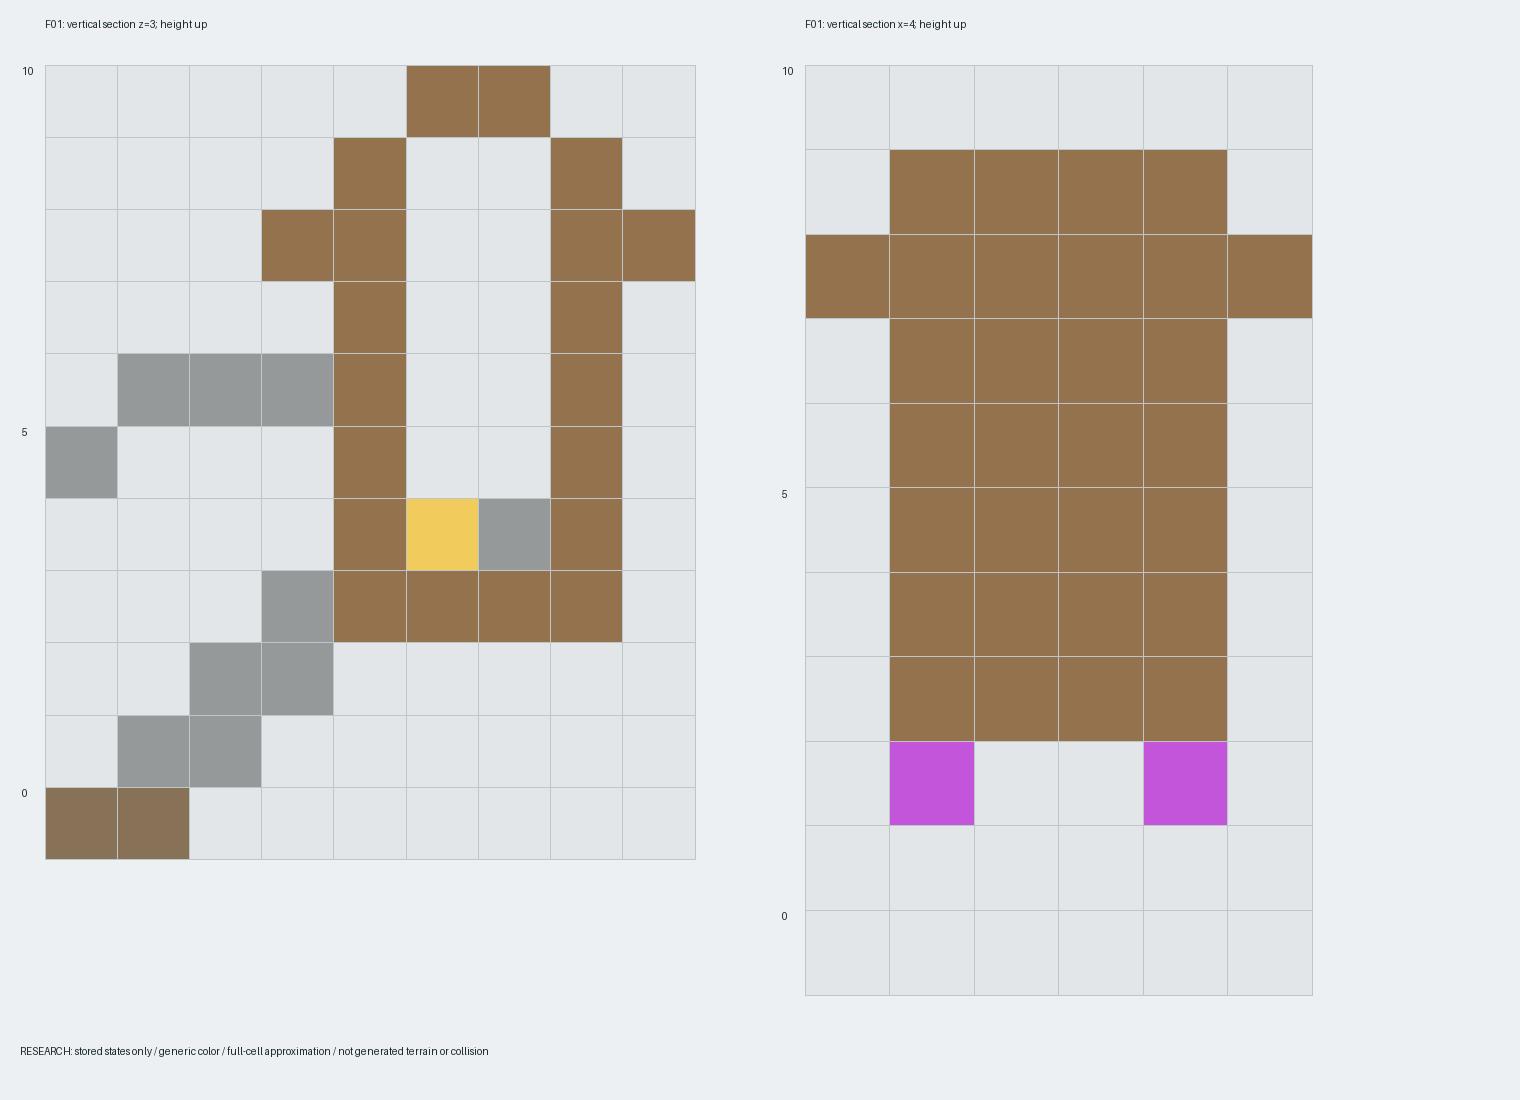 F01: vertical section z=3; height up
F01: vertical section x=4; height up
10
5
0
10
5
0
RESEARCH: stored states only / generic color / full-cell approximation / not generated terrain or collision